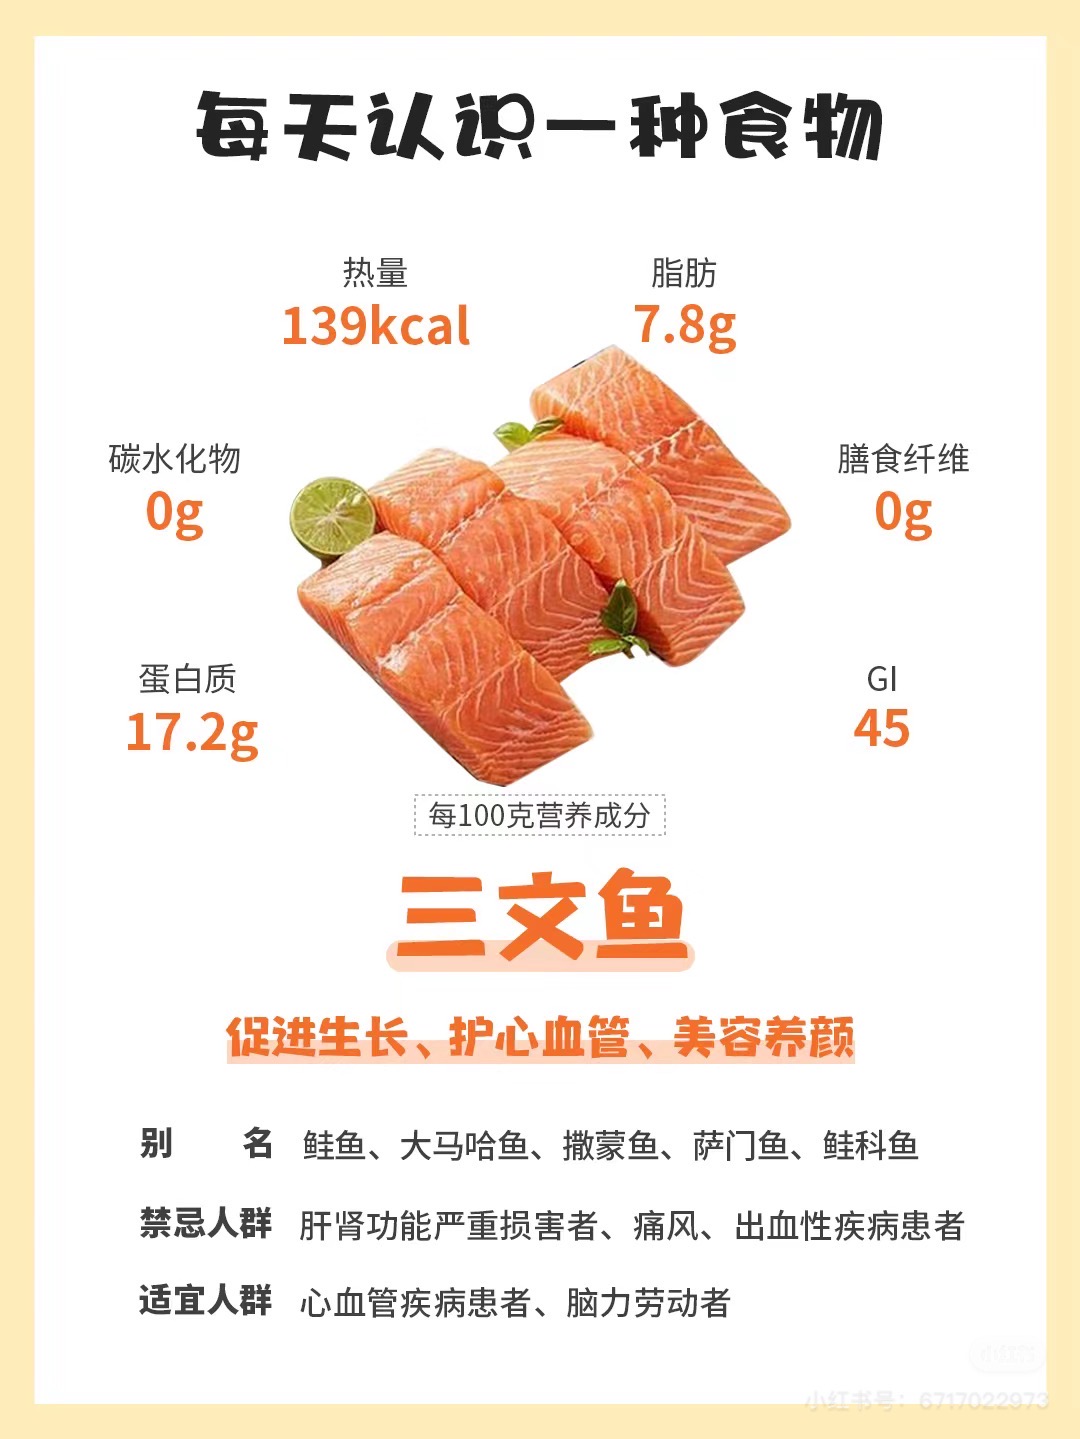 每天认识一种食物
热量
139kcal
脂肪
7.8g
碳水化物
0g
膳食纤维
0g
蛋白质
17.2g
GI
45
每100克营养成分
三文鱼
促进生长、护心血管、美容养颜
别名 鲑鱼、大马哈鱼、撒蒙鱼、萨门鱼、鲑科鱼
禁忌人群 肝肾功能严重损害者、痛风、出血性疾病患者
适宜人群 心血管疾病患者、脑力劳动者
小红书
小红书号：6717022973